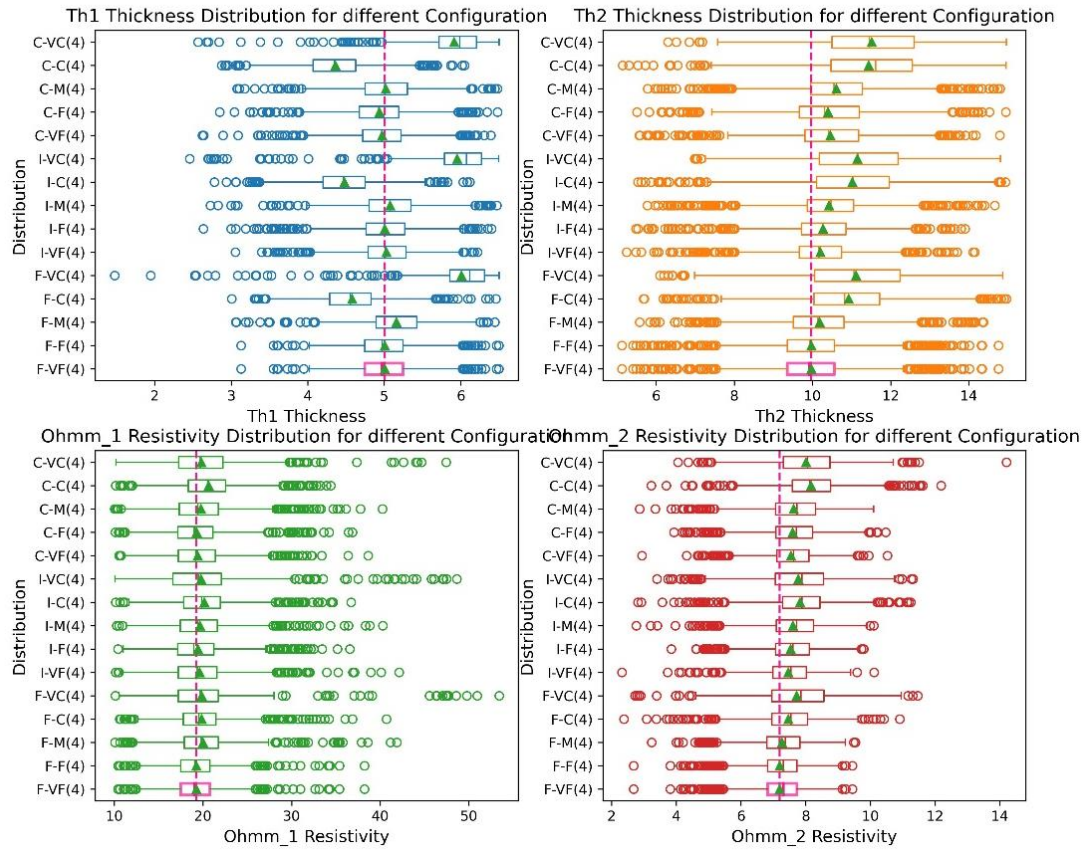 Th1 Thickness Distribution for different Configuration
Distribution
C-VC(4)
C-C(4)
C-M(4)
C-F(4)
C-VF(4)
I-VC(4)
I-C(4)
I-M(4)
I-F(4)
I-VF(4)
F-VC(4)
F-C(4)
F-M(4)
F-F(4)
F-VF(4)
2 3 4 5 6
Th1 Thickness
Th2 Thickness Distribution for different Configuration
Distribution
C-VC(4)
C-C(4)
C-M(4)
C-F(4)
C-VF(4)
I-VC(4)
I-C(4)
I-M(4)
I-F(4)
I-VF(4)
F-VC(4)
F-C(4)
F-M(4)
F-F(4)
F-VF(4)
6 8 10 12 14
Th2 Thickness
Ohmm_1 Resistivity Distribution for different Configuration
Distribution
C-VC(4)
C-C(4)
C-M(4)
C-F(4)
C-VF(4)
I-VC(4)
I-C(4)
I-M(4)
I-F(4)
I-VF(4)
F-VC(4)
F-C(4)
F-M(4)
F-F(4)
F-VF(4)
10 20 30 40 50
Ohmm_1 Resistivity
Ohmm_2 Resistivity Distribution for different Configuration
Distribution
C-VC(4)
C-C(4)
C-M(4)
C-F(4)
C-VF(4)
I-VC(4)
I-C(4)
I-M(4)
I-F(4)
I-VF(4)
F-VC(4)
F-C(4)
F-M(4)
F-F(4)
F-VF(4)
2 4 6 8 10 12 14
Ohmm_2 Resistivity